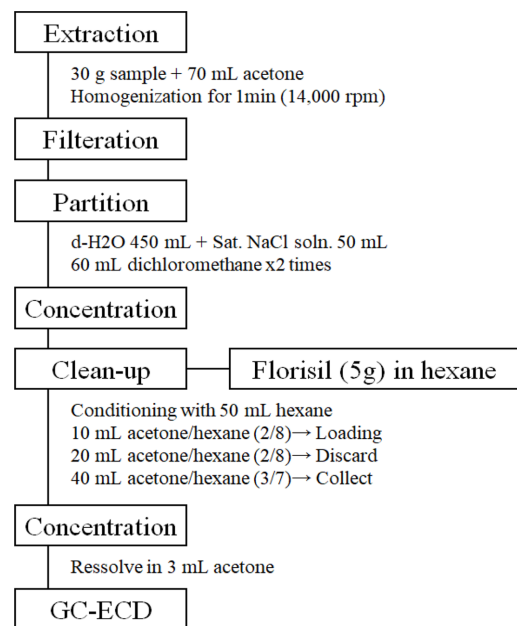 Extraction
30 g sample + 70 mL acetone
Homogenization for 1min (14,000 rpm)
Filteration
Partition
d-H2O 450 mL + Sat. NaCl soln. 50 mL
60 mL dichloromethane x2 times
Concentration
Clean-up
Florisil (5g) in hexane
Conditioning with 50 mL hexane
10 mL acetone/hexane (2/8)→ Loading
20 mL acetone/hexane (2/8)→ Discard
40 mL acetone/hexane (3/7)→ Collect
Concentration
Ressolve in 3 mL acetone
GC-ECD